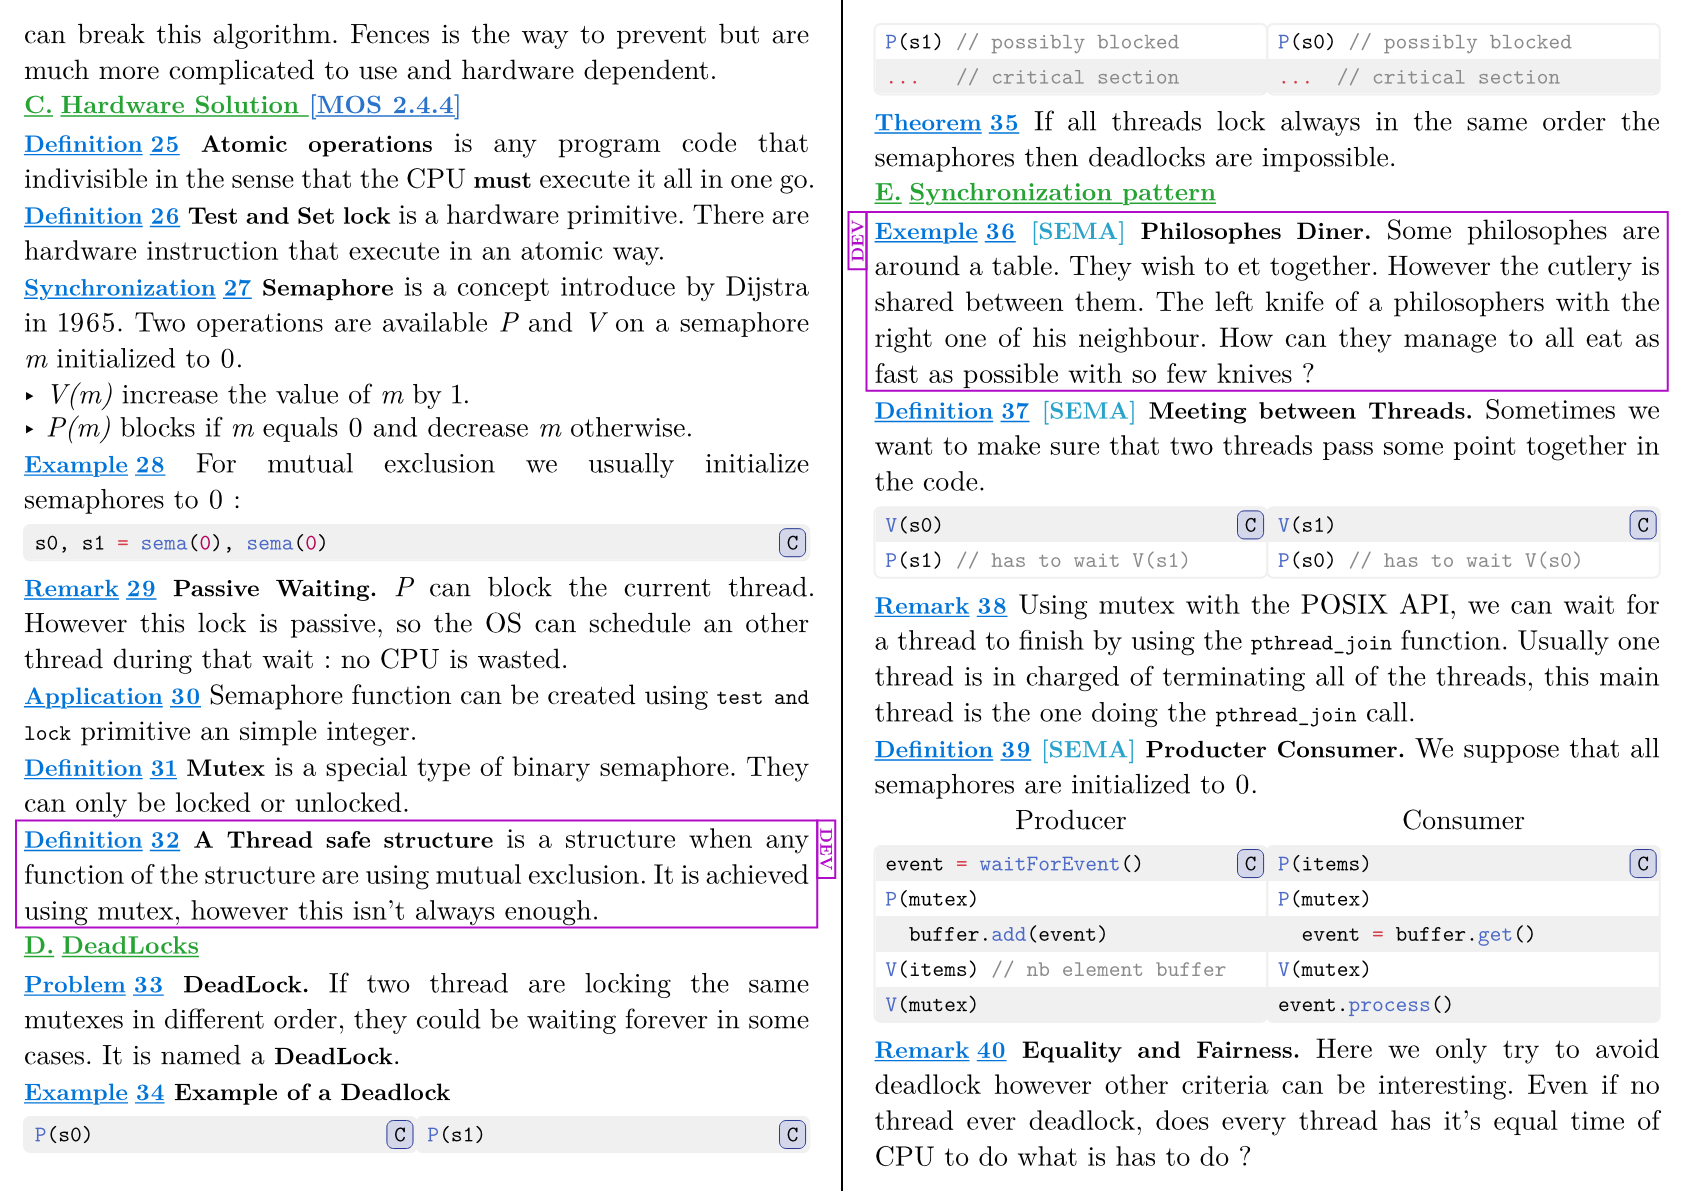 can break this algorithm. Fences is the way to prevent but are
much more complicated to use and hardware dependent.
C. Hardware Solution [MOS 2.4.4]
Definition 25 Atomic operations is any program code that
indivisible in the sense that the CPU must execute it all in one go.
Definition 26 Test and Set lock is a hardware primitive. There are
hardware instruction that execute in an atomic way.
Synchronization 27 Semaphore is a concept introduce by Dijstra
in 1965. Two operations are available P and V on a semaphore
m initialized to 0.
‣ V(m) increase the value of m by 1.
‣ P(m) blocks if m equals 0 and decrease m otherwise.
Example 28 For mutual exclusion we usually initialize
semaphores to 0 :
s0, s1 = sema(0), sema(0) C
Remark 29 Passive Waiting. P can block the current thread.
However this lock is passive, so the OS can schedule an other
thread during that wait : no CPU is wasted.
Application 30 Semaphore function can be created using test and
lock primitive an simple integer.
Definition 31 Mutex is a special type of binary semaphore. They
can only be locked or unlocked.
DEV
Definition 32 A Thread safe structure is a structure when any
function of the structure are using mutual exclusion. It is achieved
using mutex, however this isn't always enough.
D. DeadLocks
Problem 33 DeadLock. If two thread are locking the same
mutexes in different order, they could be waiting forever in some
cases. It is named a DeadLock.
Example 34 Example of a Deadlock
P(s0) C P(s1) C
P(s1) // possibly blocked P(s0) // possibly blocked
... // critical section ... // critical section
Theorem 35 If all threads lock always in the same order the
semaphores then deadlocks are impossible.
E. Synchronization pattern
DEV
Exemple 36 [SEMA] Philosophes Diner. Some philosophes are
around a table. They wish to et together. However the cutlery is
shared between them. The left knife of a philosophers with the
right one of his neighbour. How can they manage to all eat as
fast as possible with so few knives ?
Definition 37 [SEMA] Meeting between Threads. Sometimes we
want to make sure that two threads pass some point together in
the code.
V(s0) C V(s1) C
P(s1) // has to wait V(s1) P(s0) // has to wait V(s0)
Remark 38 Using mutex with the POSIX API, we can wait for
a thread to finish by using the pthread_join function. Usually one
thread is in charged of terminating all of the threads, this main
thread is the one doing the pthread_join call.
Definition 39 [SEMA] Producter Consumer. We suppose that all
semaphores are initialized to 0.
Producer Consumer
event = waitForEvent() C P(items) C
P(mutex) P(mutex)
buffer.add(event) event = buffer.get()
V(items) // nb element buffer V(mutex)
V(mutex) event.process()
Remark 40 Equality and Fairness. Here we only try to avoid
deadlock however other criteria can be interesting. Even if no
thread ever deadlock, does every thread has it's equal time of
CPU to do what is has to do ?